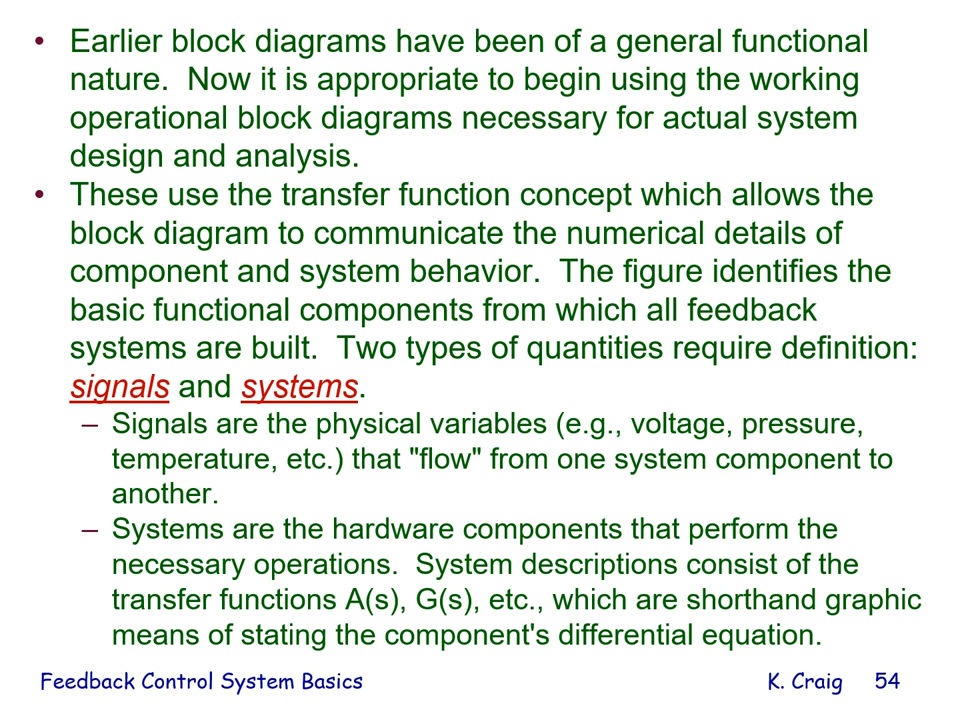 • Earlier block diagrams have been of a general functional
nature.  Now it is appropriate to begin using the working
operational block diagrams necessary for actual system
design and analysis.
• These use the transfer function concept which allows the
block diagram to communicate the numerical details of
component and system behavior.  The figure identifies the
basic functional components from which all feedback
systems are built.  Two types of quantities require definition:
signals and systems.
– Signals are the physical variables (e.g., voltage, pressure,
temperature, etc.) that "flow" from one system component to
another.
– Systems are the hardware components that perform the
necessary operations.  System descriptions consist of the
transfer functions A(s), G(s), etc., which are shorthand graphic
means of stating the component's differential equation.
Feedback Control System Basics K. Craig 54